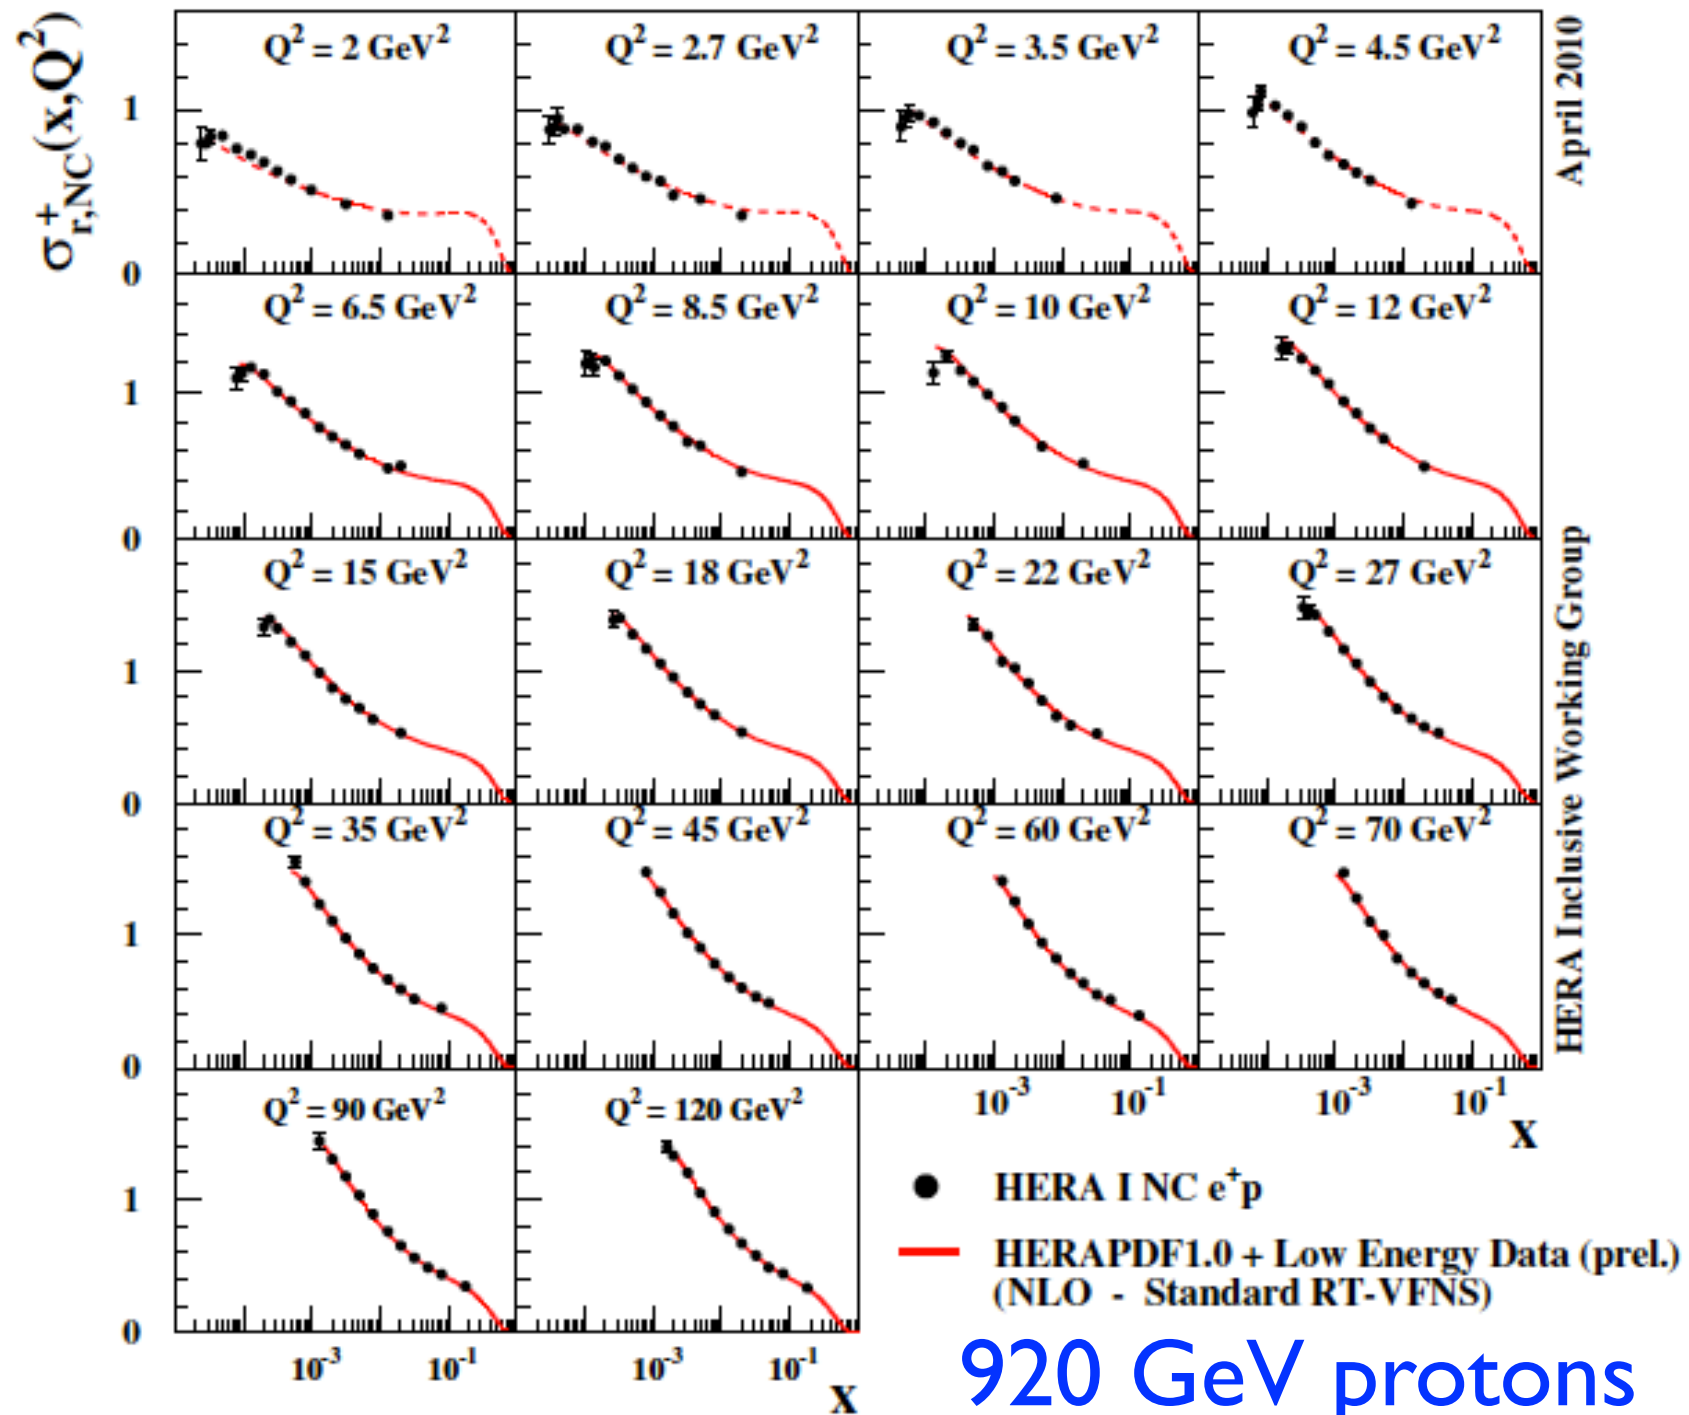 σ⁺r,NC(x,Q²)
Q² = 2 GeV²
Q² = 2.7 GeV²
Q² = 3.5 GeV²
Q² = 4.5 GeV²
1
0
Q² = 6.5 GeV²
Q² = 8.5 GeV²
Q² = 10 GeV²
Q² = 12 GeV²
1
0
Q² = 15 GeV²
Q² = 18 GeV²
Q² = 22 GeV²
Q² = 27 GeV²
1
0
Q² = 35 GeV²
Q² = 45 GeV²
Q² = 60 GeV²
Q² = 70 GeV²
1
0
Q² = 90 GeV²
Q² = 120 GeV²
1
0
10⁻³ 10⁻¹
10⁻³ 10⁻¹
x
10⁻³ 10⁻¹
10⁻³ 10⁻¹
x
HERA I NC e⁺p
HERAPDF1.0 + Low Energy Data (prel.)
(NLO - Standard RT-VFNS)
920 GeV protons
April 2010
HERA Inclusive Working Group